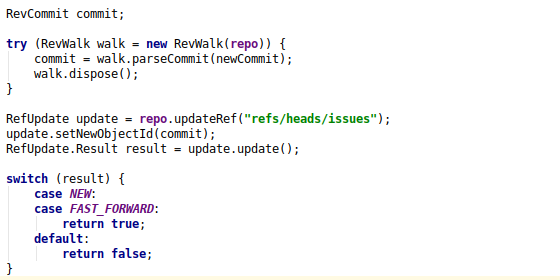 RevCommit commit;
try (RevWalk walk = new RevWalk(repo)) {
    commit = walk.parseCommit(newCommit);
    walk.dispose();
}
RefUpdate update = repo.updateRef("refs/heads/issues");
update.setNewObjectId(commit);
RefUpdate.Result result = update.update();
switch (result) {
    case NEW:
    case FAST_FORWARD:
        return true;
    default:
        return false;
}